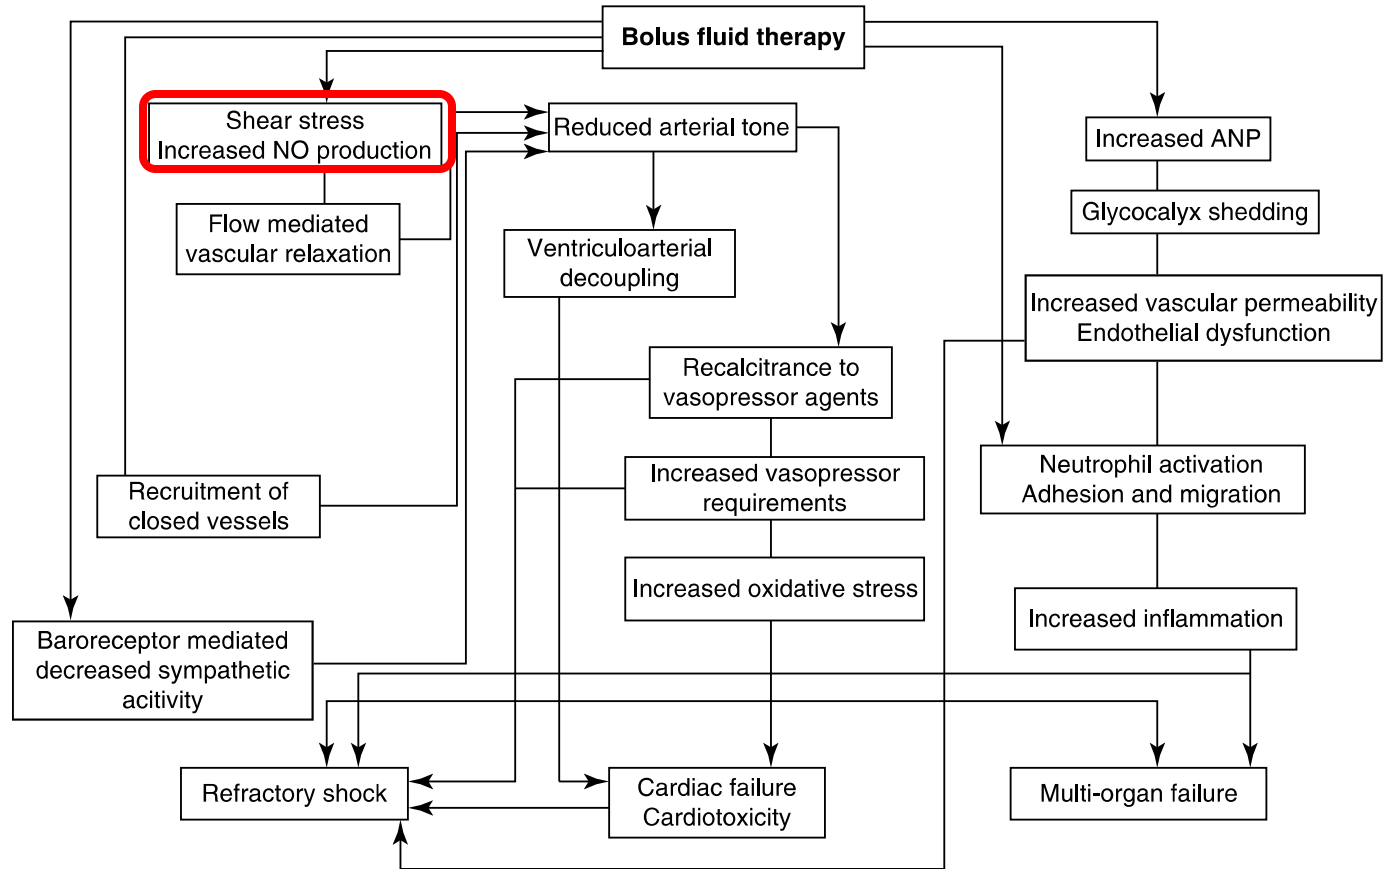 Bolus fluid therapy
Shear stress
Increased NO production
Reduced arterial tone
Increased ANP
Flow mediated
vascular relaxation
Glycocalyx shedding
Ventriculoarterial
decoupling
Increased vascular permeability
Endothelial dysfunction
Recalcitrance to
vasopressor agents
Neutrophil activation
Adhesion and migration
Increased vasopressor
requirements
Recruitment of
closed vessels
Increased oxidative stress
Increased inflammation
Baroreceptor mediated
decreased sympathetic
acitivity
Refractory shock
Cardiac failure
Cardiotoxicity
Multi-organ failure